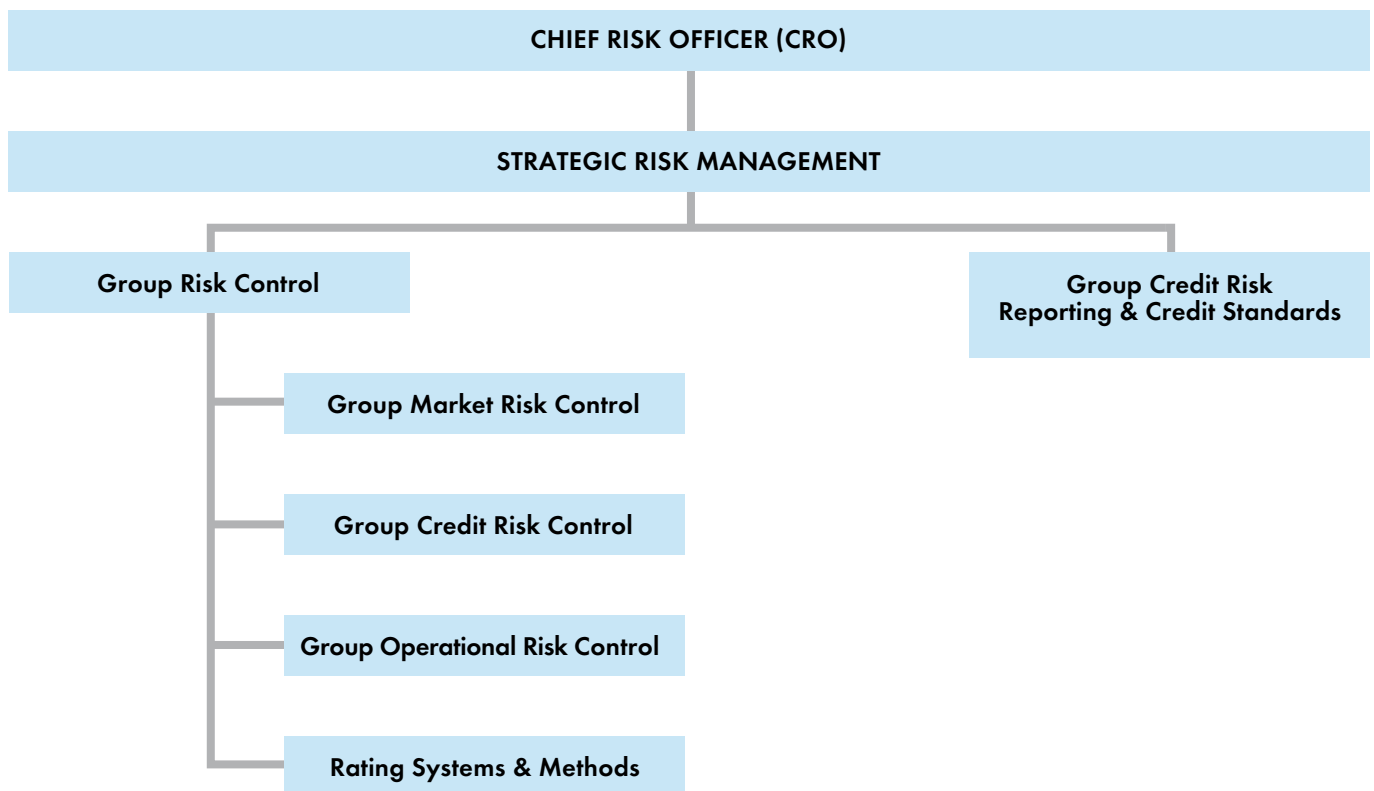 CHIEF RISK OFFICER (CRO)
STRATEGIC RISK MANAGEMENT
Group Risk Control
Group Credit Risk
Reporting & Credit Standards
Group Market Risk Control
Group Credit Risk Control
Group Operational Risk Control
Rating Systems & Methods